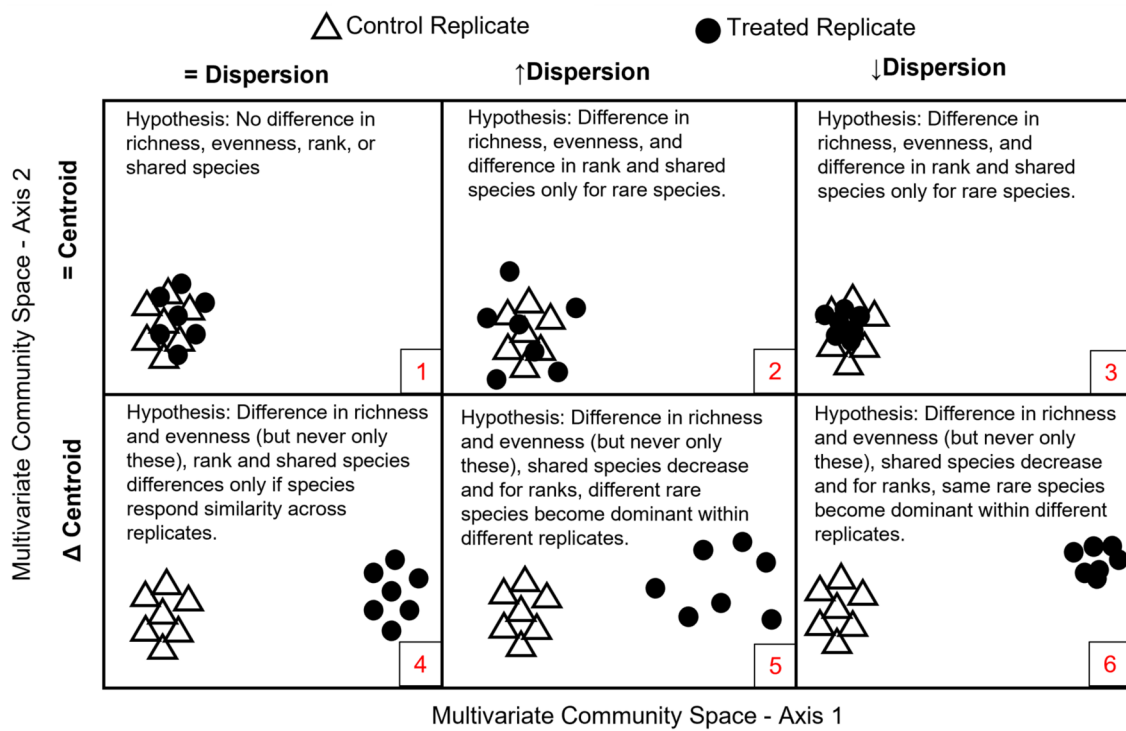 Control Replicate
Treated Replicate
= Dispersion
↑Dispersion
↓Dispersion
Multivariate Community Space - Axis 2
= Centroid
Δ Centroid
Hypothesis: No difference in
richness, evenness, rank, or
shared species
1
Hypothesis: Difference in
richness, evenness, and
difference in rank and shared
species only for rare species.
2
Hypothesis: Difference in
richness, evenness, and
difference in rank and shared
species only for rare species.
3
Hypothesis: Difference in richness
and evenness (but never only
these), rank and shared species
differences only if species
respond similarity across
replicates.
4
Hypothesis: Difference in richness
and evenness (but never only
these), shared species decrease
and for ranks, different rare
species become dominant within
different replicates.
5
Hypothesis: Difference in richness
and evenness (but never only
these), shared species decrease
and for ranks, same rare species
become dominant within different
replicates.
6
Multivariate Community Space - Axis 1